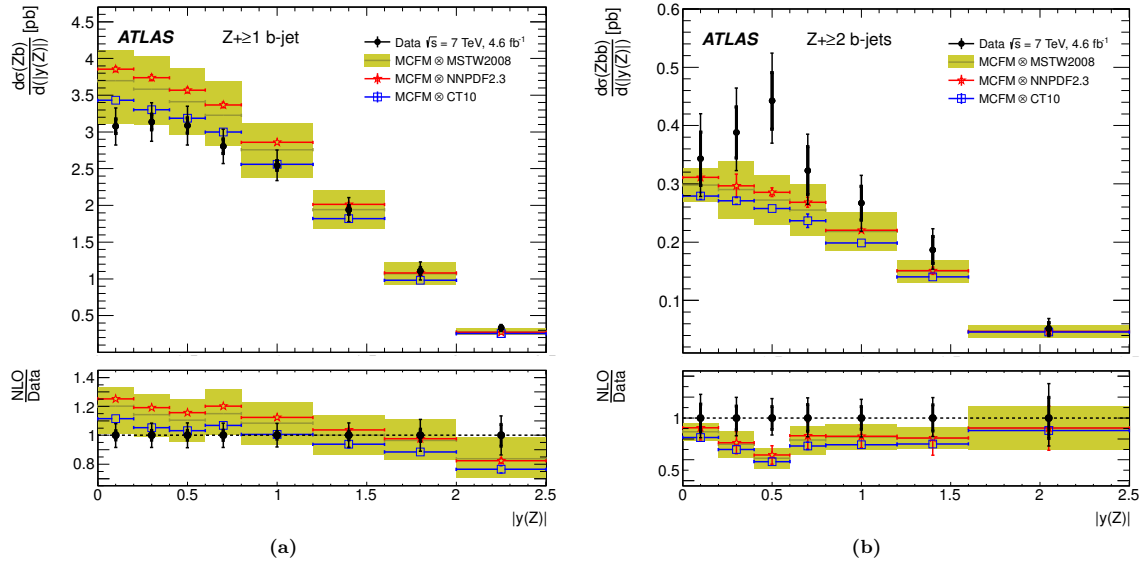 dσ(Zb)
d(|y(Z)|) [pb]
4.5
4
3.5
3
2.5
2
1.5
1
0.5
ATLAS Z+≥1 b-jet
Data √s = 7 TeV, 4.6 fb⁻¹
MCFM ⊗ MSTW2008
MCFM ⊗ NNPDF2.3
MCFM ⊗ CT10
NLO
Data
1.4
1.2
1
0.8
0 0.5 1 1.5 2 2.5
|y(Z)|
(a)
dσ(Zbb)
d(|y(Z)|) [pb]
0.6
0.5
0.4
0.3
0.2
0.1
ATLAS Z+≥2 b-jets
Data √s = 7 TeV, 4.6 fb⁻¹
MCFM ⊗ MSTW2008
MCFM ⊗ NNPDF2.3
MCFM ⊗ CT10
NLO
Data
1
0.5
0 0.5 1 1.5 2 2.5
|y(Z)|
(b)